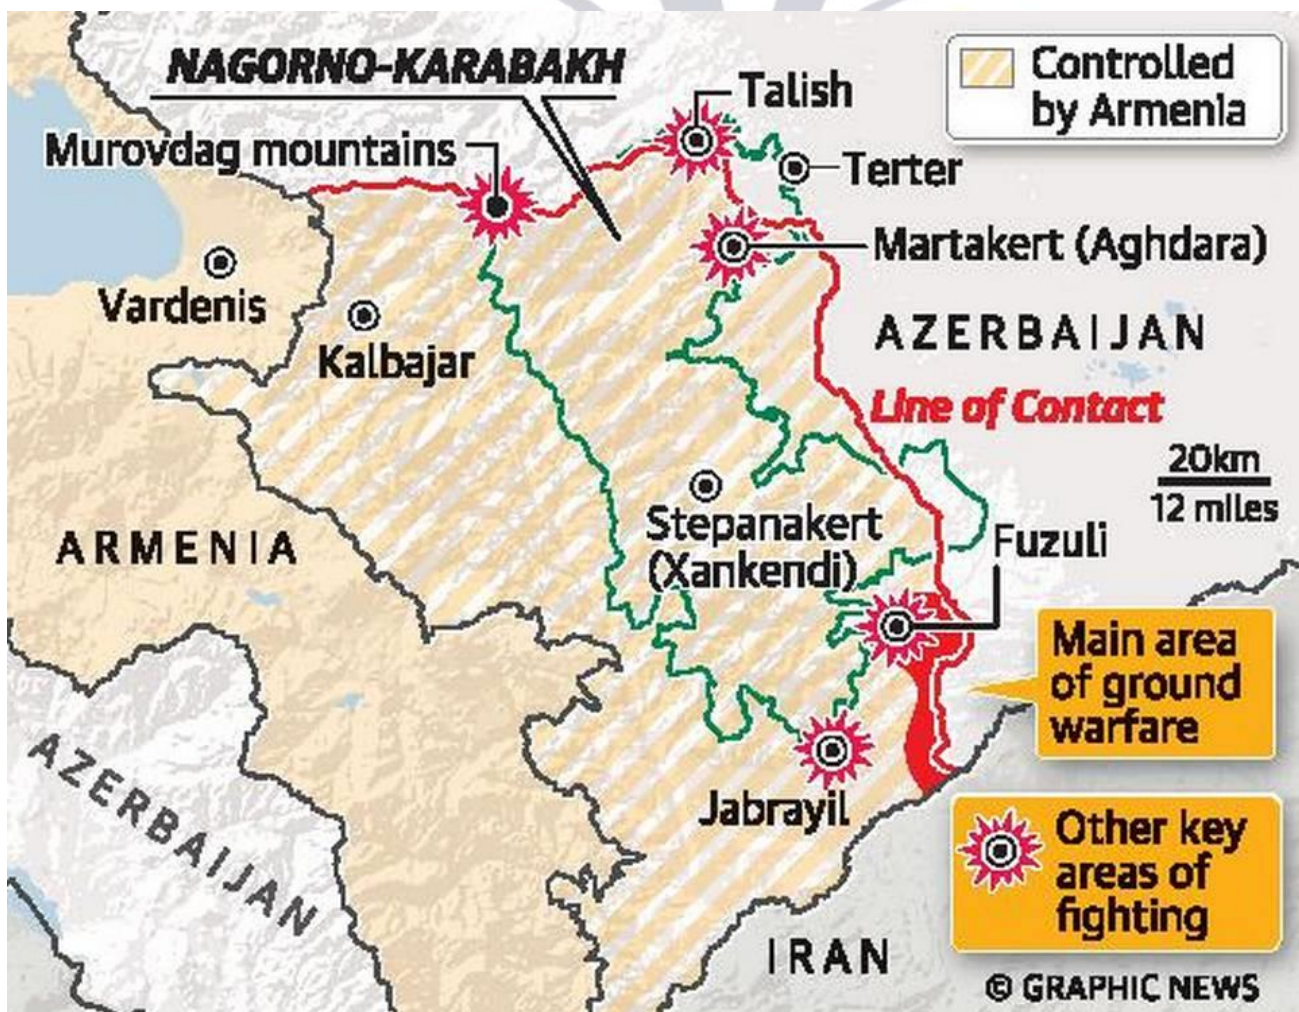 NAGORNO-KARABAKH
Controlled
by Armenia
Talish
Murovdag mountains
Terter
Martakert (Aghdara)
Vardenis
Kalbajar
AZERBAIJAN
Line of Contact
20km
12 miles
Stepanakert
(Xankendi)
Fuzuli
ARMENIA
Main area
of ground
warfare
AZERBAIJAN
Jabrayil
Other key
areas of
fighting
IRAN
© GRAPHIC NEWS